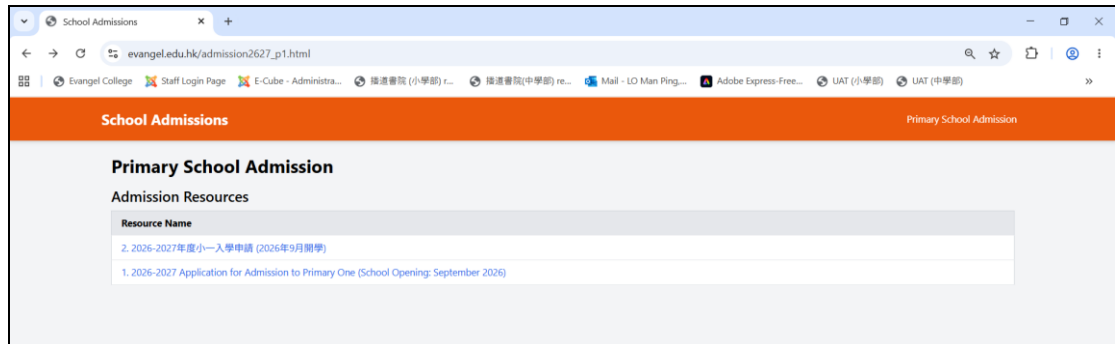 School Admissions
evangel.edu.hk/admission2627_p1.html
Evangel College Staff Login Page E-Cube - Administra... 播道書院 (小學部) r... 播道書院(中學部) re... Mail - LO Man Ping,... Adobe Express-Free... UAT (小學部) UAT (中學部)
School Admissions Primary School Admission
Primary School Admission
Admission Resources
Resource Name
2. 2026-2027年度小一入學申請 (2026年9月開學)
1. 2026-2027 Application for Admission to Primary One (School Opening: September 2026)